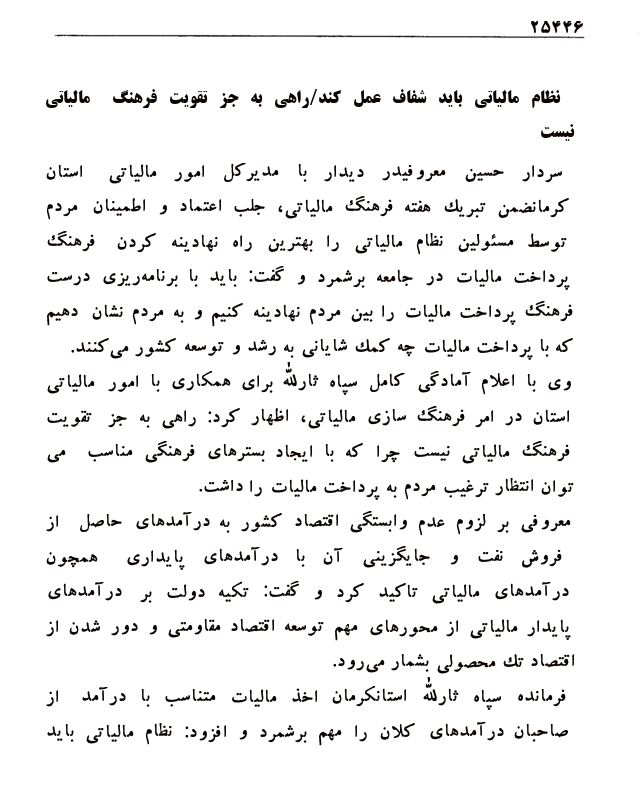 ۲۵۴۴۶
نظام مالیاتی باید شفاف عمل کند/راهی به جز تقویت فرهنگ مالیاتی
نیست
سردار حسین معروفیدر دیدار با مدیرکل امور مالیاتی استان
کرمانضمن تبریك هفته فرهنگ مالیاتی، جلب اعتماد و اطمینان مردم
توسط مسئولین نظام مالیاتی را بهترین راه نهادینه کردن فرهنگ
پرداخت مالیات در جامعه برشمرد و گفت: باید با برنامه‌ریزی درست
فرهنگ پرداخت مالیات را بین مردم نهادینه کنیم و به مردم نشان دهیم
که با پرداخت مالیات چه کمك شایانی به رشد و توسعه کشور می‌کنند.
وی با اعلام آمادگی کامل سپاه ثارالله برای همکاری با امور مالیاتی
استان در امر فرهنگ سازی مالیاتی، اظهار کرد: راهی به جز تقویت
فرهنگ مالیاتی نیست چرا که با ایجاد بسترهای فرهنگی مناسب می
توان انتظار ترغیب مردم به پرداخت مالیات را داشت.
معروفی بر لزوم عدم وابستگی اقتصاد کشور به درآمدهای حاصل از
فروش نفت و جایگزینی آن با درآمدهای پایداری همچون
درآمدهای مالیاتی تاکید کرد و گفت: تکیه دولت بر درآمدهای
پایدار مالیاتی از محورهای مهم توسعه اقتصاد مقاومتی و دور شدن از
اقتصاد تك محصولی بشمار می‌رود.
فرمانده سپاه ثارالله استانکرمان اخذ مالیات متناسب با درآمد از
صاحبان درآمدهای کلان را مهم برشمرد و افزود: نظام مالیاتی باید